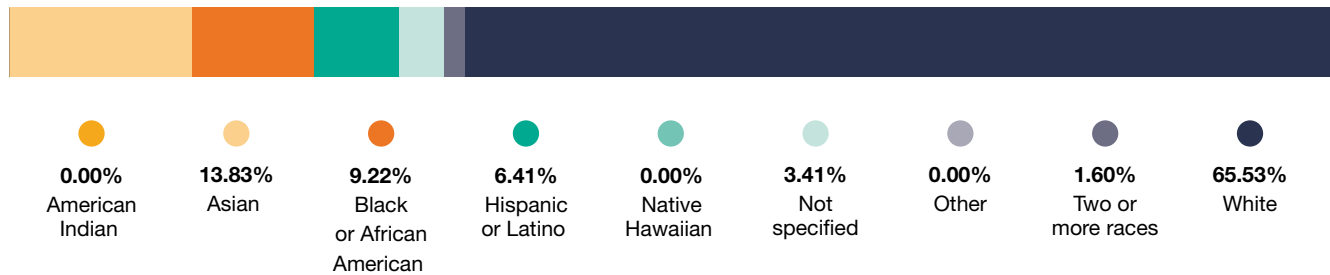 0.00%
American
Indian
13.83%
Asian
9.22%
Black
or African
American
6.41%
Hispanic
or Latino
0.00%
Native
Hawaiian
3.41%
Not
specified
0.00%
Other
1.60%
Two or
more races
65.53%
White